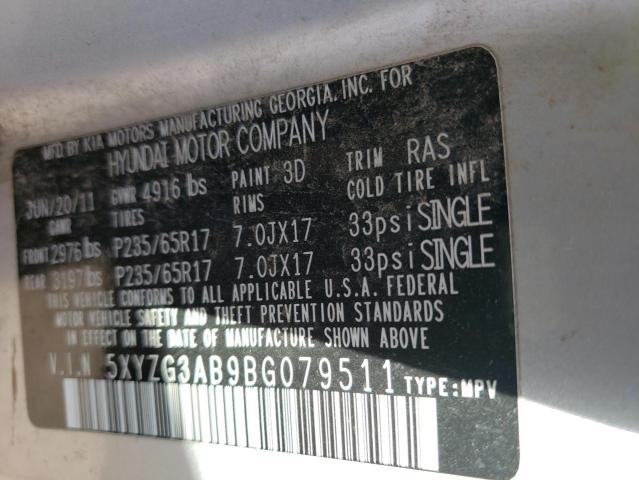 MFD BY KIA MOTORS MANUFACTURING GEORGIA, INC. FOR
HYUNDAI MOTOR COMPANY
JUN/20/11 GVWR 4916 lbs PAINT 3D TRIM RAS
GAWR TIRES RIMS COLD TIRE INFL
FRONT 2976 lbs P235/65R17 7.0JX17 33psi SINGLE
REAR 3197 lbs P235/65R17 7.0JX17 33psi SINGLE
THIS VEHICLE CONFORMS TO ALL APPLICABLE U.S.A. FEDERAL
MOTOR VEHICLE SAFETY AND THEFT PREVENTION STANDARDS
IN EFFECT ON THE DATE OF MANUFACTURE SHOWN ABOVE
V.I.N 5XYZG3AB9BG079511
TYPE:MPV